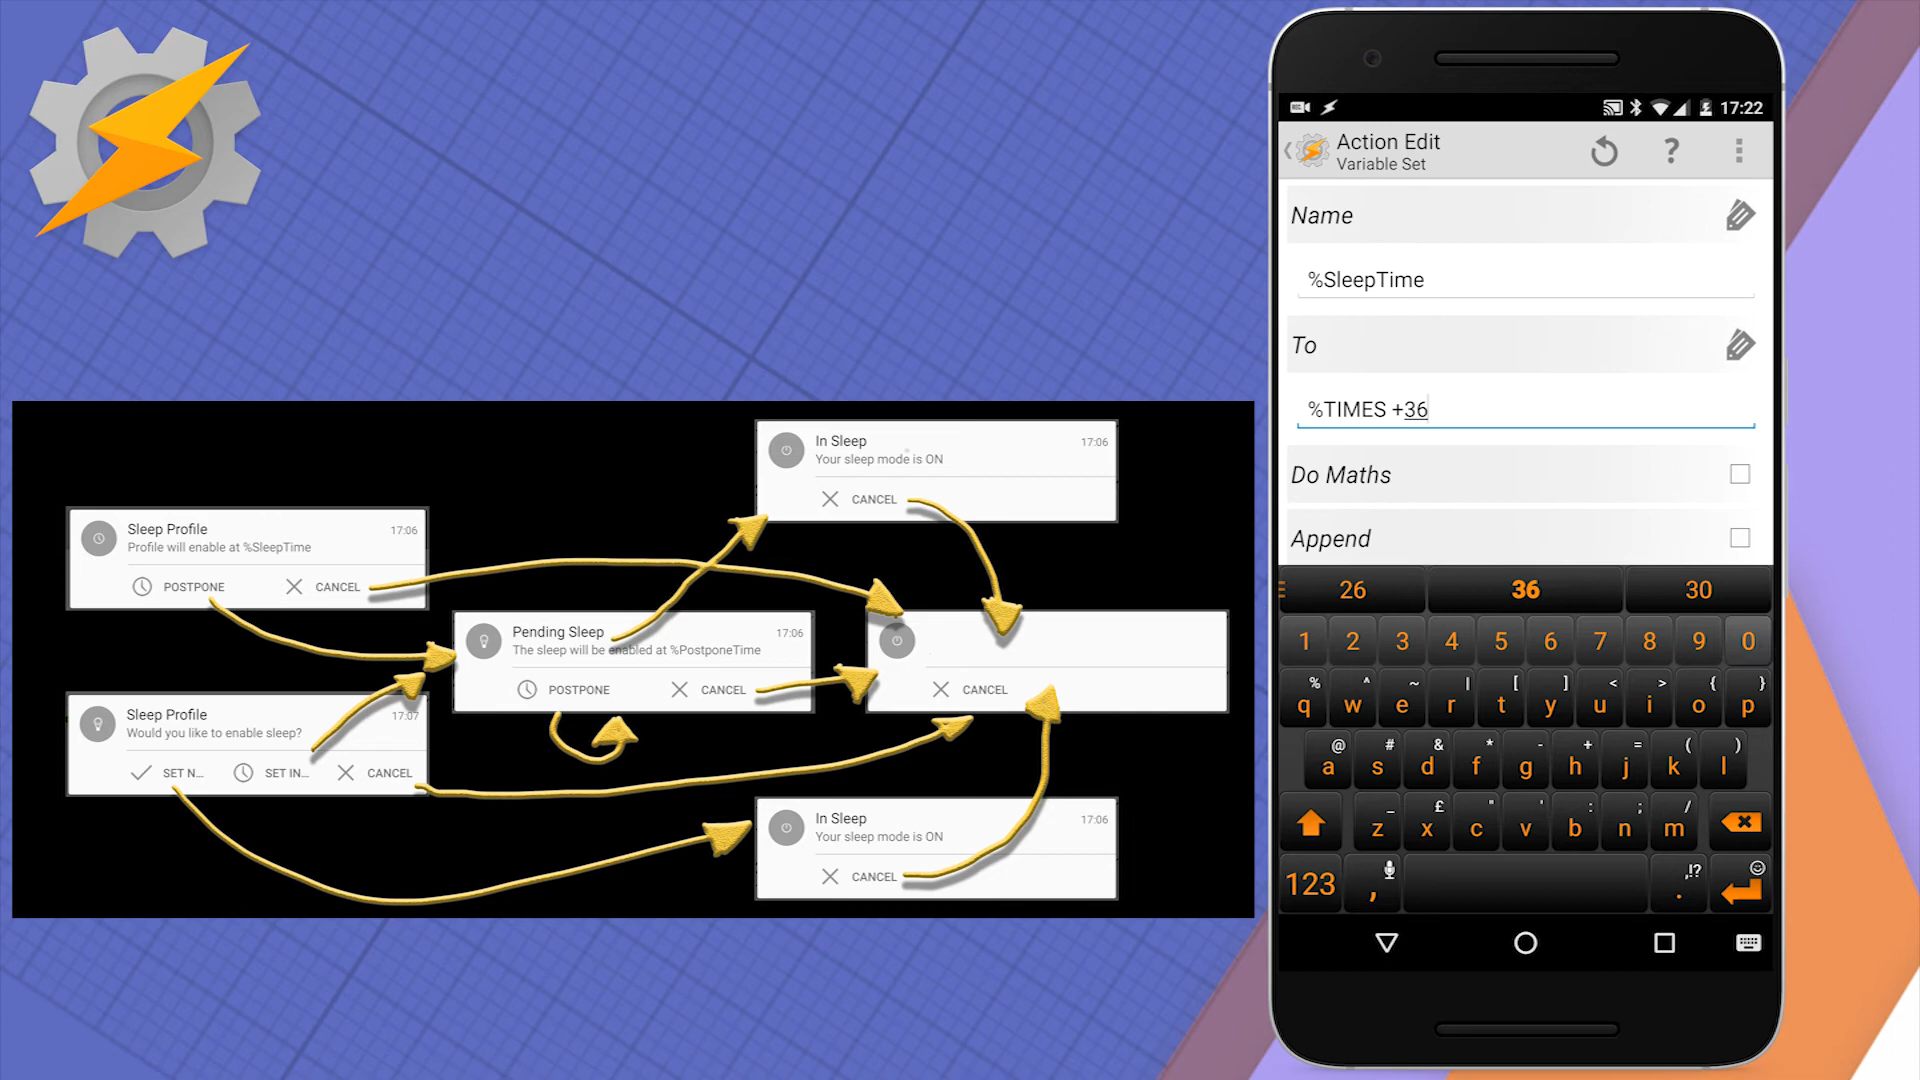 Sleep Profile
17:06
Profile will enable at %SleepTime
POSTPONE
CANCEL
Sleep Profile
17:07
Would you like to enable sleep?
SET N...
SET IN...
CANCEL
Pending Sleep
17:06
The sleep will be enabled at %PostponeTime
POSTPONE
CANCEL
In Sleep
17:06
Your sleep mode is ON
CANCEL
CANCEL
In Sleep
17:06
Your sleep mode is ON
CANCEL
17:22
Action Edit
Variable Set
?
Name
%SleepTime
To
%TIMES +36
Do Maths
Append
26 36 30
1 2 3 4 5 6 7 8 9 0
% ^ ~ | [ ] < > { }
q w e r t y u i o p
@ # & * - + = ( )
a s d f g h j k l
_ £ " ' : ; /
z x c v b n m
123 , ,!? .